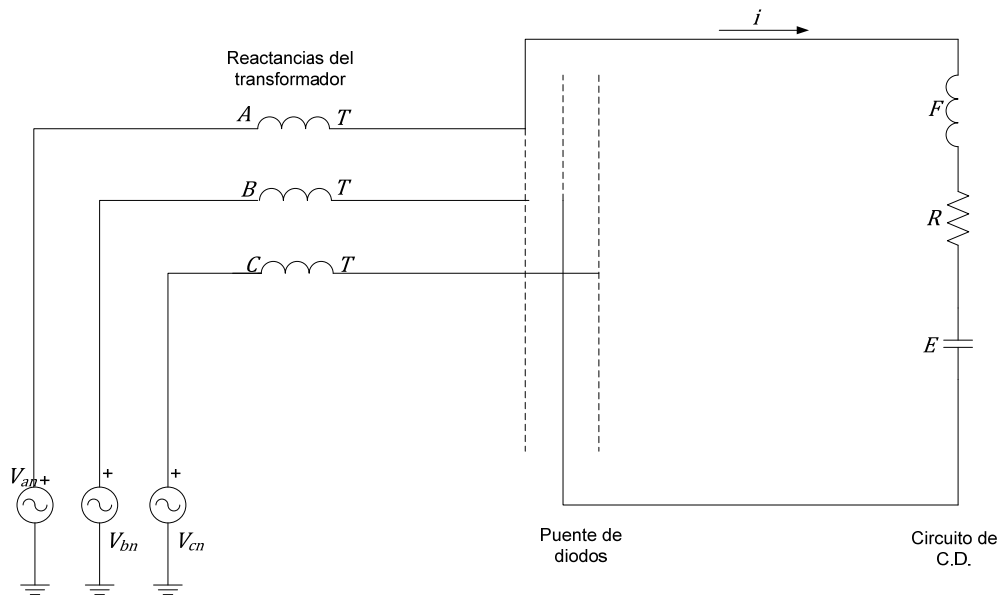 i
Reactancias del
transformador
A T
F
B T
R
C T
E
Van +
+
+
Vbn
Vcn
Puente de
diodos
Circuito de
C.D.